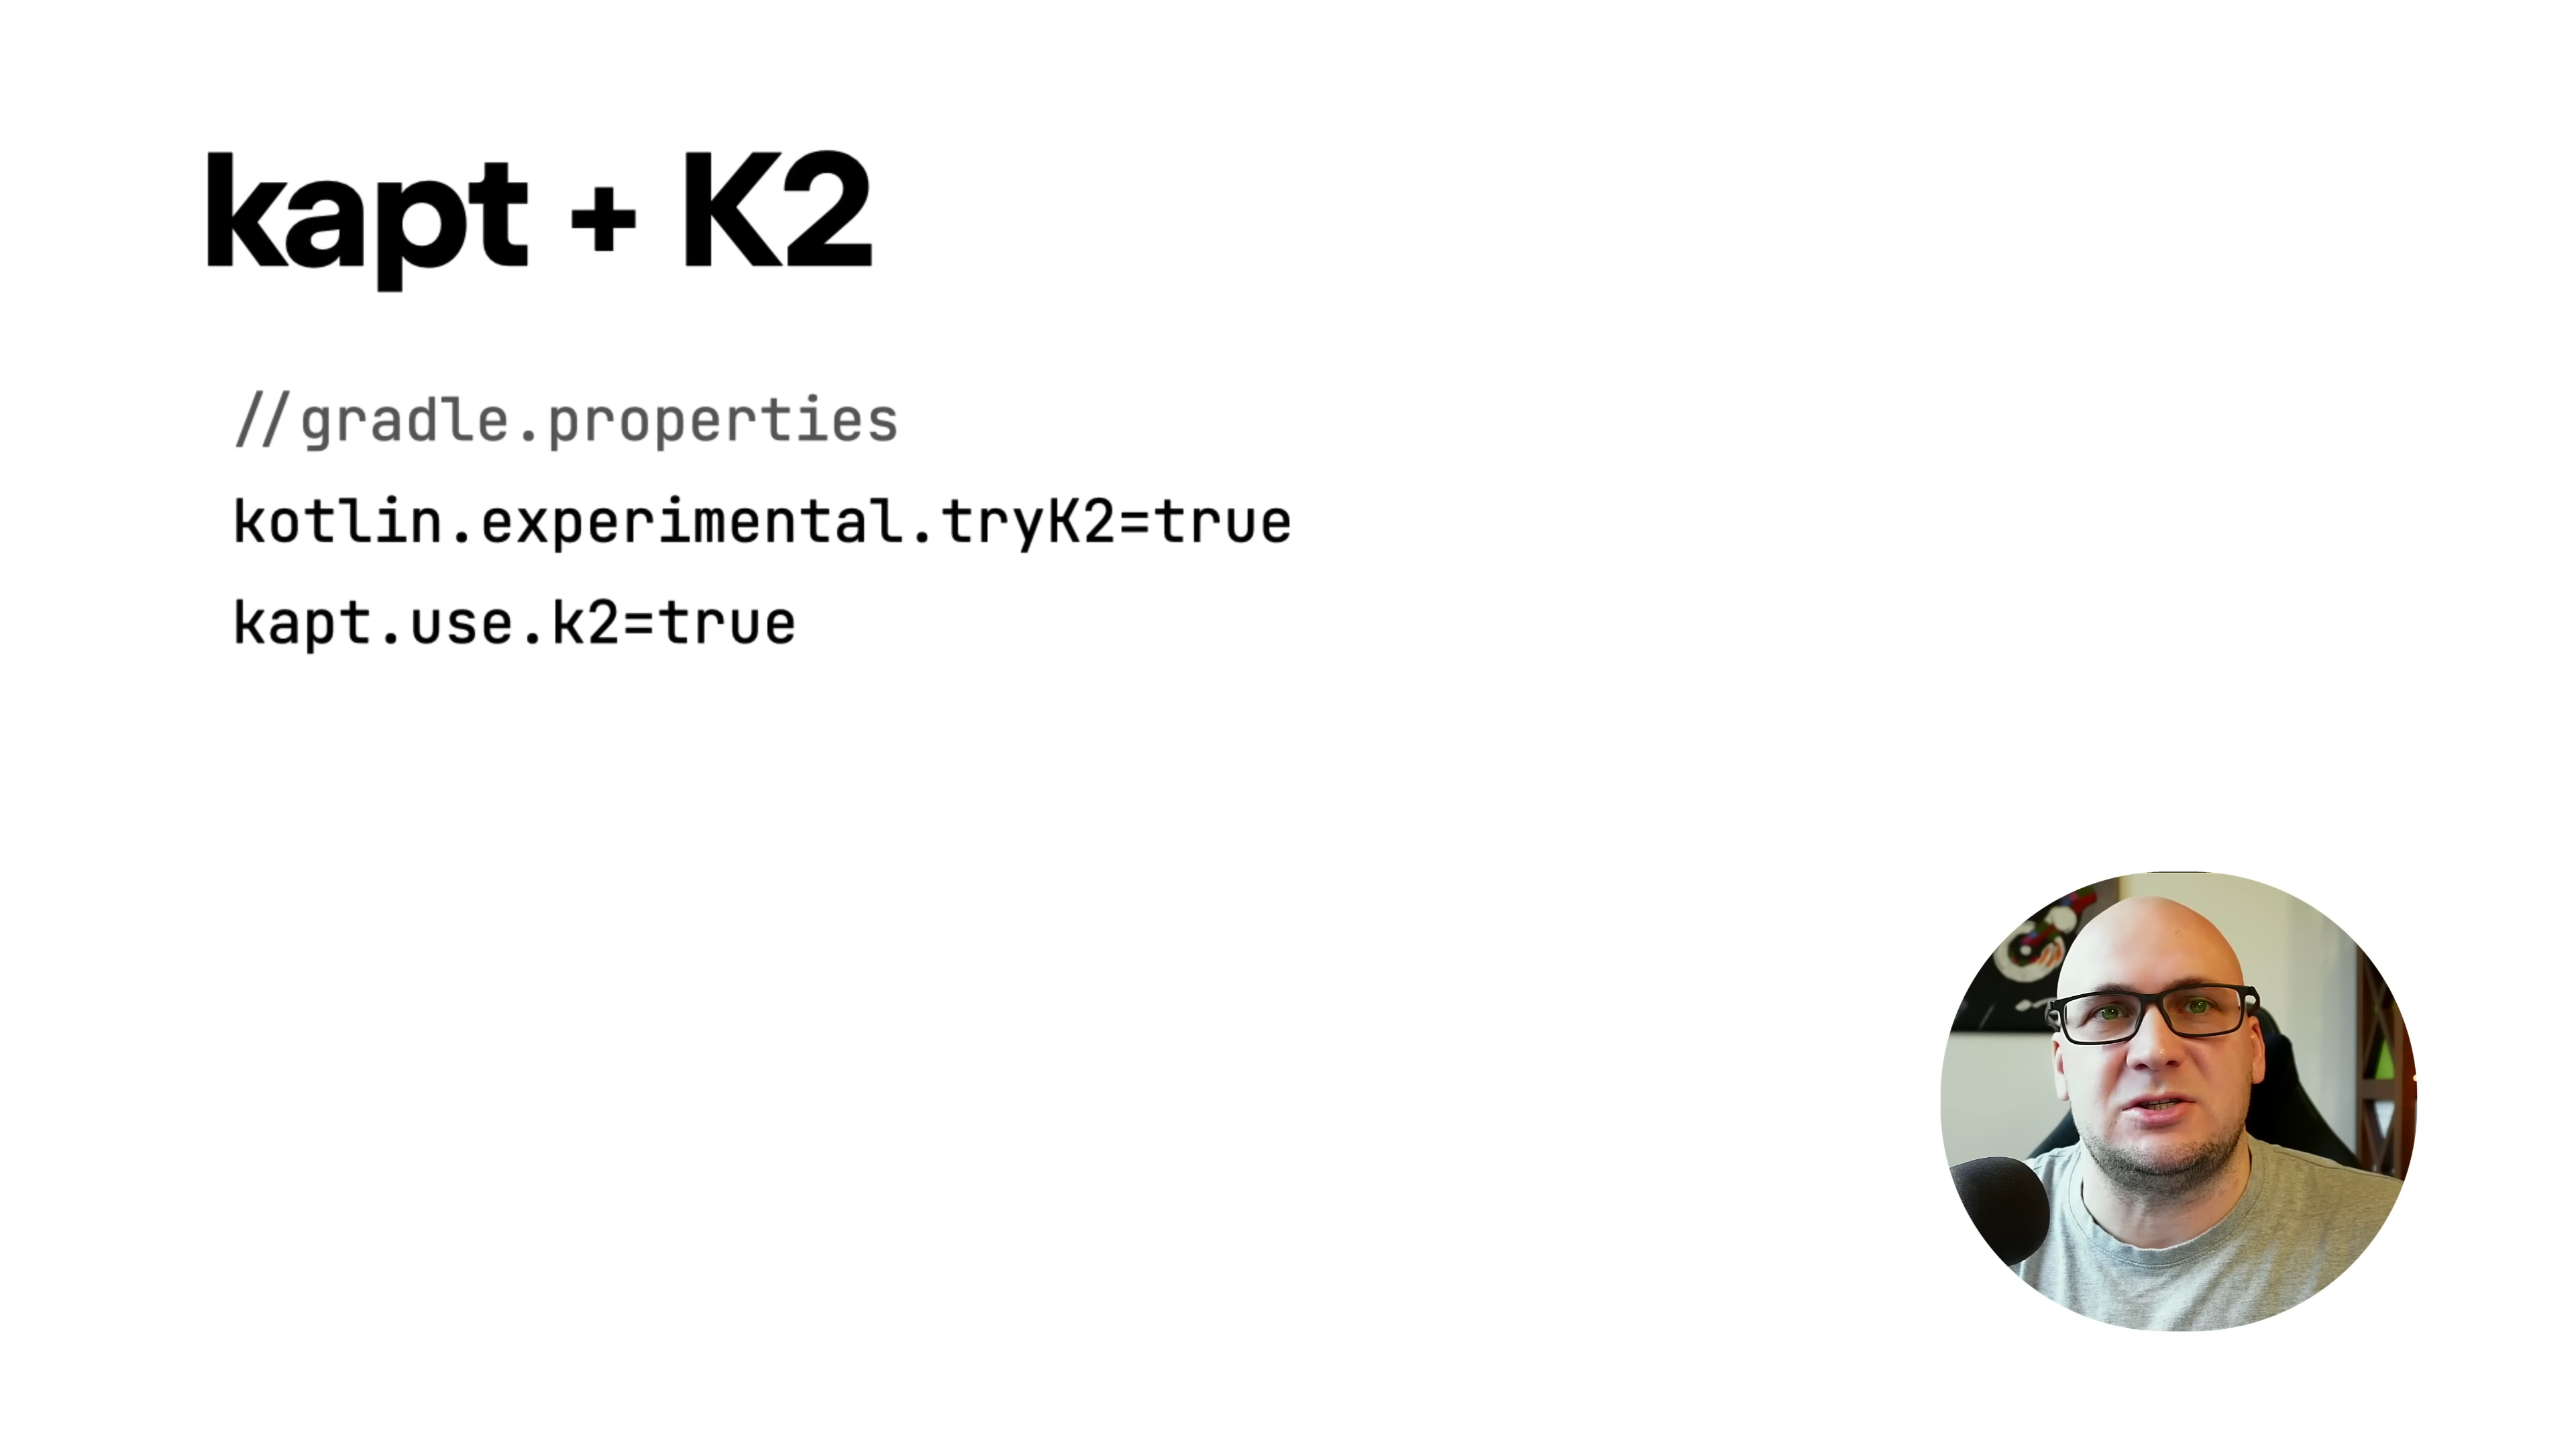 kapt + K2
//gradle.properties
kotlin.experimental.tryK2=true
kapt.use.k2=true